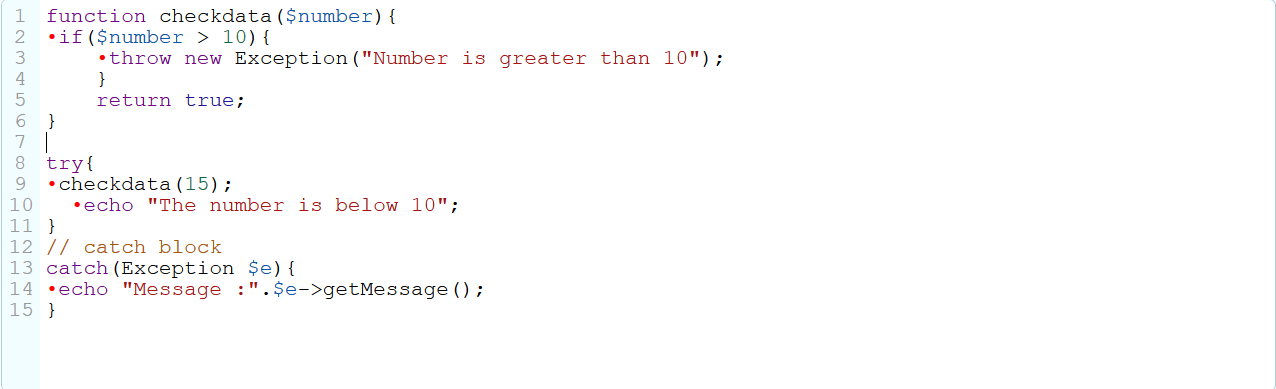 1 function checkdata($number){
2 •if($number > 10){
3 •throw new Exception("Number is greater than 10");
4 }
5 return true;
6 }
7
8 try{
9 •checkdata(15);
10 •echo "The number is below 10";
11 }
12 // catch block
13 catch(Exception $e){
14 •echo "Message :".$e->getMessage();
15 }